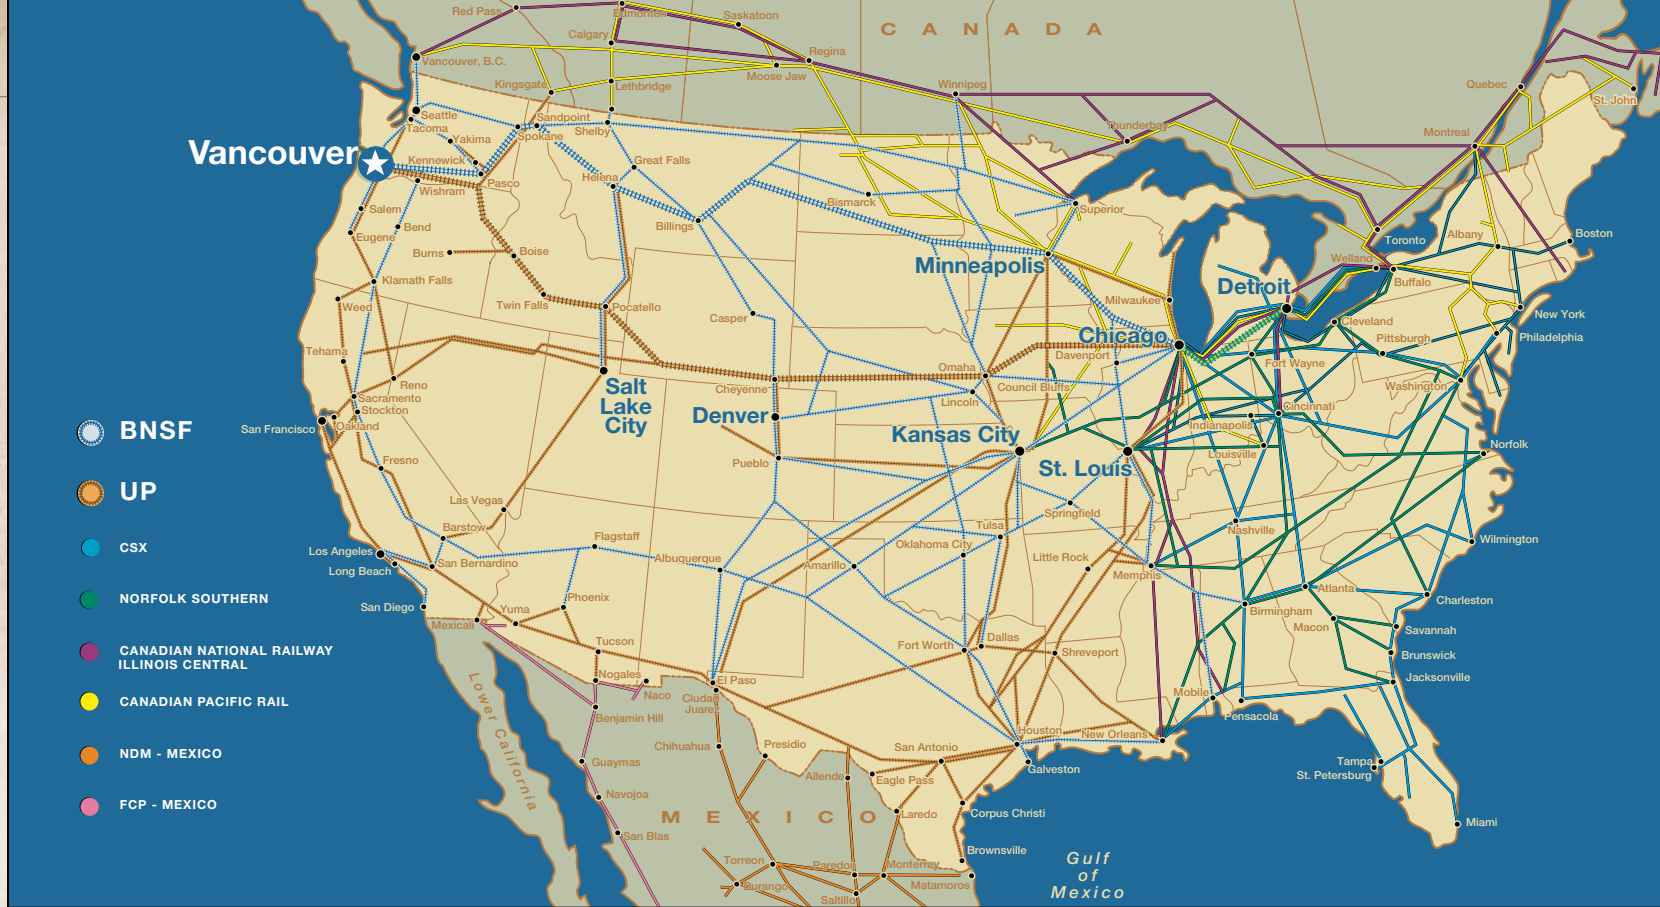 CANADA
Red Pass
Edmonton
Saskatoon
Calgary
Regina
Vancouver, B.C.
Moose Jaw
Kingsgate
Lethbridge
Winnipeg
Quebec
St. John
Seattle
Sandpoint
Tacoma
Spokane
Shelby
Thunderbay
Montreal
Yakima
Vancouver
Kennewick
Great Falls
Helena
Pasco
Wishram
Bismarck
Superior
Salem
Billings
Bend
Eugene
Toronto
Albany
Boston
Burns
Boise
Welland
Minneapolis
Klamath Falls
Buffalo
Detroit
Twin Falls
Pocatello
Milwaukee
Weed
Casper
New York
Cleveland
Chicago
Philadelphia
Pittsburgh
Tehama
Davenport
Fort Wayne
Omaha
Reno
Salt
Lake
City
Cheyenne
Council Bluffs
Washington
Sacramento
Lincoln
Stockton
Cincinnati
Denver
San Francisco
Oakland
Indianapolis
BNSF
Kansas City
Norfolk
Louisville
Fresno
Pueblo
St. Louis
UP
Las Vegas
Springfield
Barstow
Tulsa
Nashville
Flagstaff
Oklahoma City
Wilmington
CSX
Los Angeles
San Bernardino
Albuquerque
Amarillo
Little Rock
Long Beach
Memphis
Atlanta
NORFOLK SOUTHERN
San Diego
Yuma
Phoenix
Birmingham
Charleston
Mexicali
Macon
Savannah
Tucson
Fort Worth
Dallas
Shreveport
Brunswick
CANADIAN NATIONAL RAILWAY
ILLINOIS CENTRAL
Nogales
El Paso
Jacksonville
Naco
Ciudad
Juarez
Mobile
CANADIAN PACIFIC RAIL
Benjamin Hill
Pensacola
Lower California
Chihuahua
Presidio
San Antonio
Houston
New Orleans
NDM - MEXICO
Guaymas
Allende
Eagle Pass
Galveston
Tampa
St. Petersburg
Navojoa
FCP - MEXICO
MEXICO
Laredo
Corpus Christi
San Blas
Miami
Torreon
Paredon
Monterrey
Brownsville
Gulf
of
Mexico
Durango
Matamoros
Saltillo